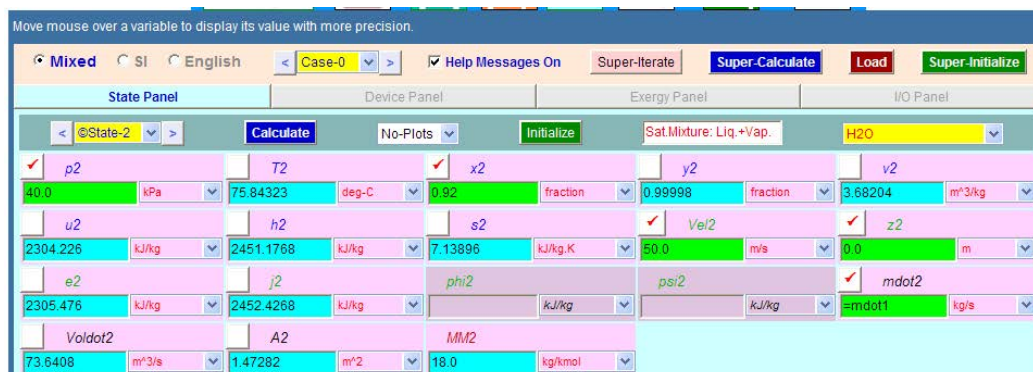 Move mouse over a variable to display its value with more precision.
Mixed SI English < Case-0 > Help Messages On Super-Iterate Super-Calculate Load Super-Initialize
State Panel Device Panel Exergy Panel I/O Panel
< ©State-2 > Calculate No-Plots Initialize Sat.Mixture: Liq.+Vap. H2O
p2 T2 x2 y2 v2
40.0 kPa 75.84323 deg-C 0.92 fraction 0.99998 fraction 3.68204 m^3/kg
u2 h2 s2 Vel2 z2
2304.226 kJ/kg 2451.1768 kJ/kg 7.13896 kJ/kg.K 50.0 m/s 0.0 m
e2 j2 phi2 psi2 mdot2
2305.476 kJ/kg 2452.4268 kJ/kg kJ/kg kJ/kg =mdot1 kg/s
Voldot2 A2 MM2
73.6408 m^3/s 1.47282 m^2 18.0 kg/kmol